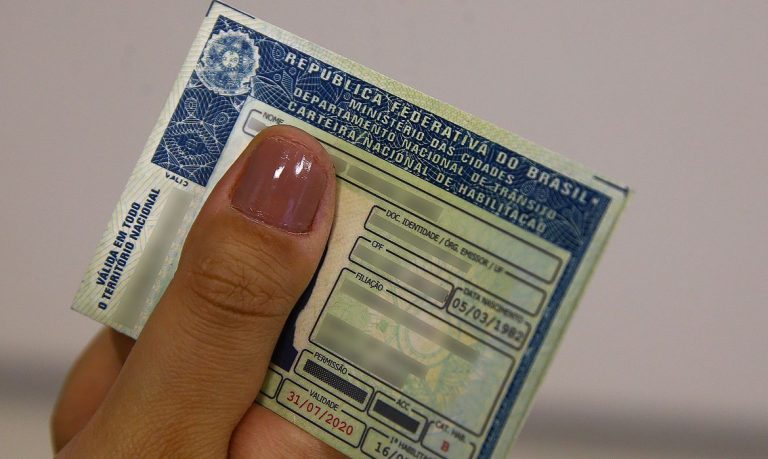 REPÚBLICA FEDERATIVA DO BRASIL
MINISTÉRIO DAS CIDADES
DEPARTAMENTO NACIONAL DE TRÂNSITO
CARTEIRA NACIONAL DE HABILITAÇÃO
NOME
DOC. IDENTIDADE / ÓRG. EMISSOR / UF
CPF
DATA NASCIMENTO
05/03/1982
FILIAÇÃO
PERMISSÃO
ACC
CAT. HAB.
B
VALIDADE
31/07/2020
1ª HABILITAÇÃO
VÁLIDA EM TODO
O TERRITÓRIO NACIONAL